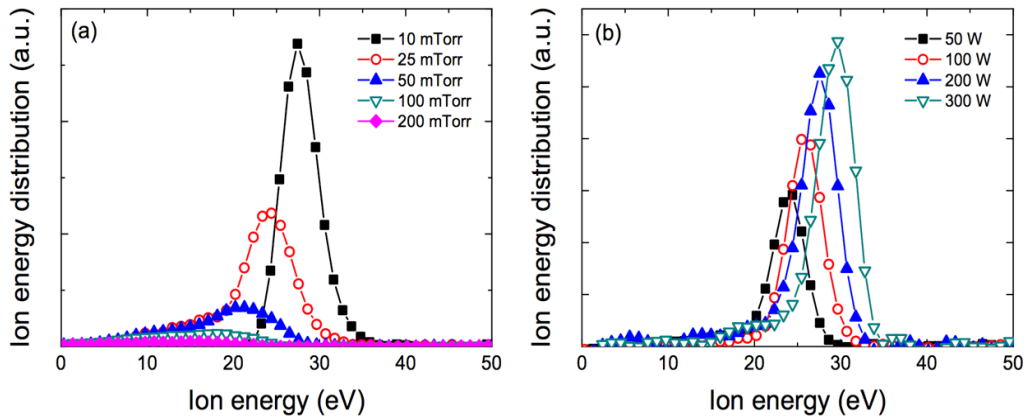 (a)
10 mTorr
25 mTorr
50 mTorr
100 mTorr
200 mTorr
Ion energy distribution (a.u.)
0 10 20 30 40 50
Ion energy (eV)
(b)
50 W
100 W
200 W
300 W
Ion energy distribution (a.u.)
0 10 20 30 40 50
Ion energy (eV)